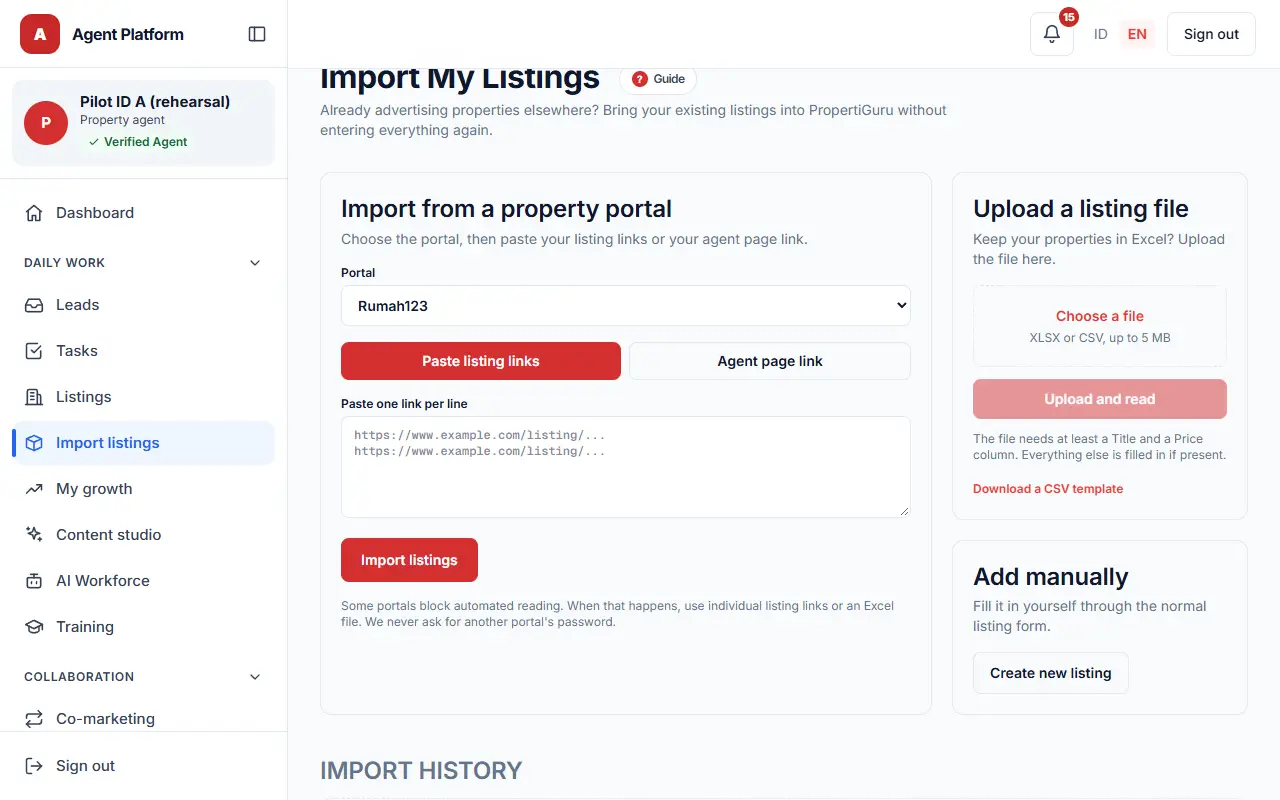 A
Agent Platform
15
ID
EN
Sign out
P
Pilot ID A (rehearsal)
Property agent
Verified Agent
Dashboard
DAILY WORK
Leads
Tasks
Listings
Import listings
My growth
Content studio
AI Workforce
Training
COLLABORATION
Co-marketing
Sign out
Import My Listings
? Guide
Already advertising properties elsewhere? Bring your existing listings into PropertiGuru without
entering everything again.
Import from a property portal
Choose the portal, then paste your listing links or your agent page link.
Portal
Rumah123
Paste listing links
Agent page link
Paste one link per line
https://www.example.com/listing/...
https://www.example.com/listing/...
Import listings
Some portals block automated reading. When that happens, use individual listing links or an Excel
file. We never ask for another portal's password.
Upload a listing file
Keep your properties in Excel? Upload
the file here.
Choose a file
XLSX or CSV, up to 5 MB
Upload and read
The file needs at least a Title and a Price
column. Everything else is filled in if present.
Download a CSV template
Add manually
Fill it in yourself through the normal
listing form.
Create new listing
IMPORT HISTORY